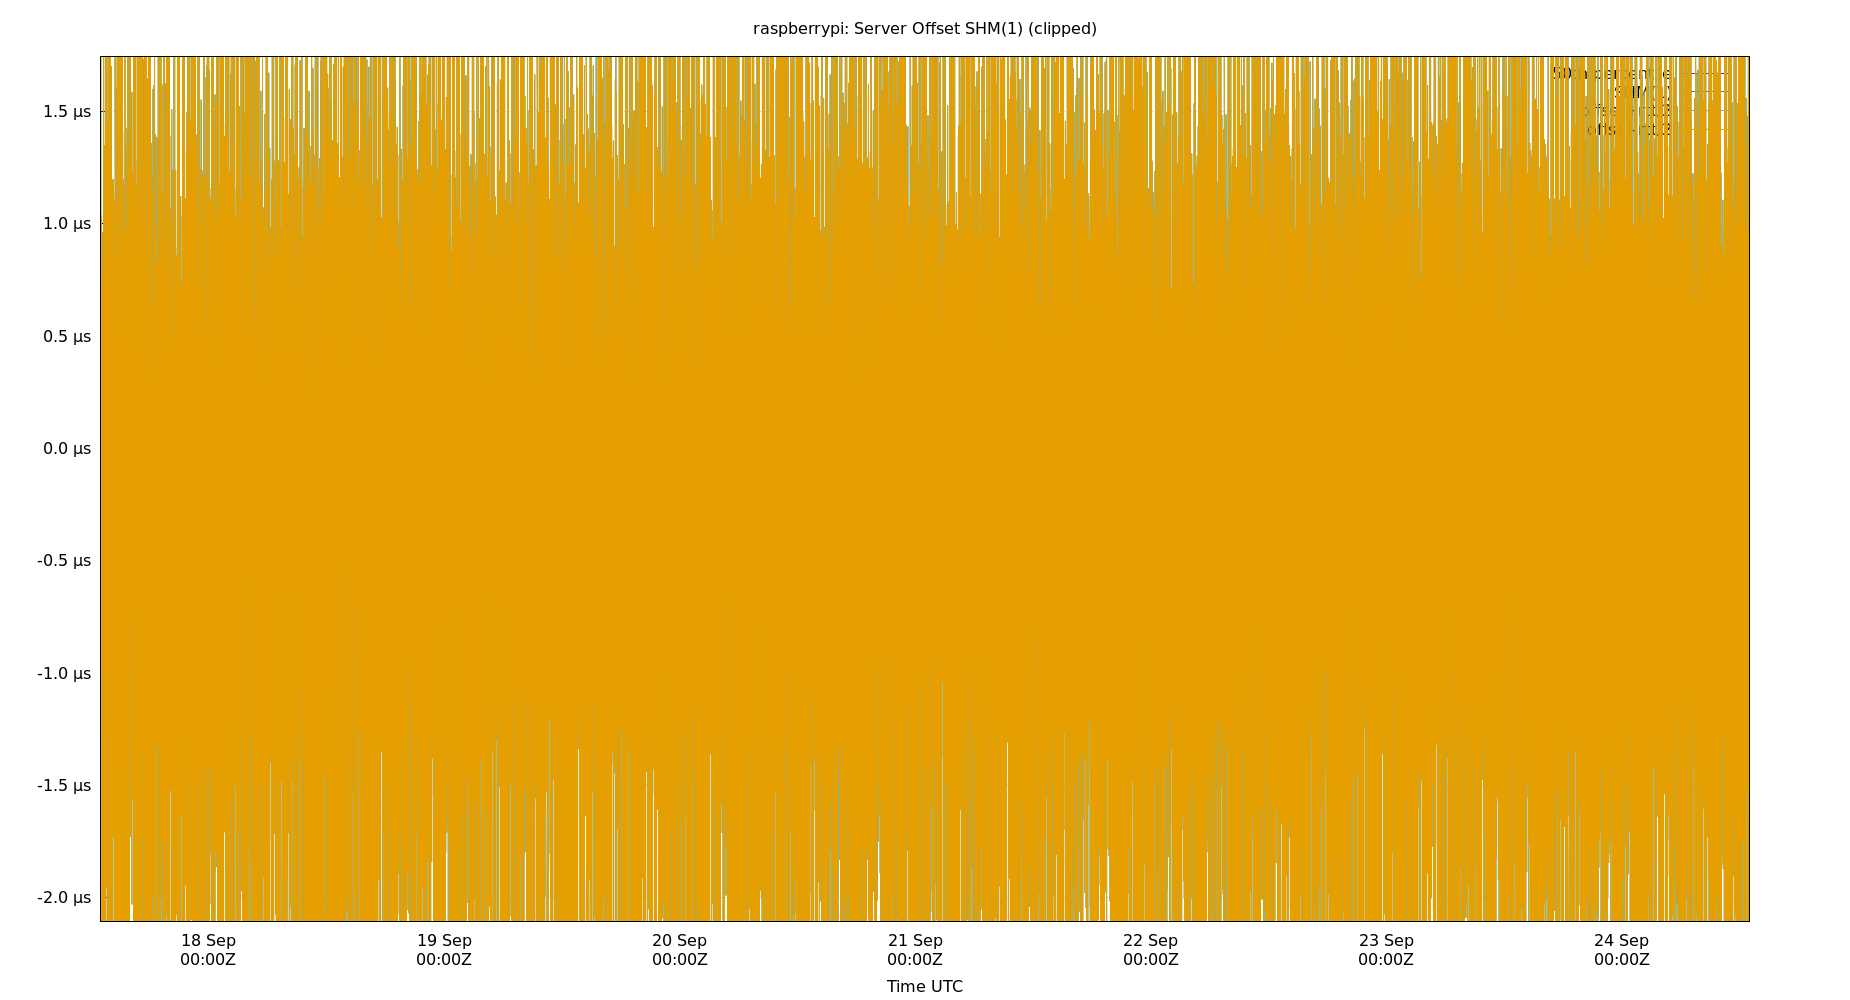 raspberrypi: Server Offset SHM(1) (clipped)
1.5 µs
1.0 µs
0.5 µs
0.0 µs
-0.5 µs
-1.0 µs
-1.5 µs
-2.0 µs
18 Sep 19 Sep 20 Sep 21 Sep 22 Sep 23 Sep 24 Sep
00:00Z 00:00Z 00:00Z 00:00Z 00:00Z 00:00Z 00:00Z
Time UTC